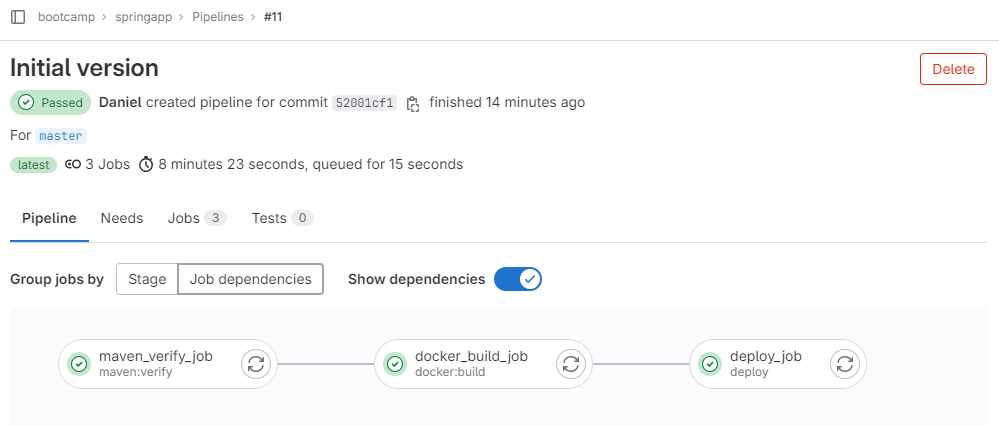 bootcamp > springapp > Pipelines > #11
Initial version
Delete
Passed Daniel created pipeline for commit 52001cf1 finished 14 minutes ago
For master
latest 3 Jobs 8 minutes 23 seconds, queued for 15 seconds
Pipeline Needs Jobs 3 Tests 0
Group jobs by Stage Job dependencies Show dependencies
maven_verify_job
maven:verify
docker_build_job
docker:build
deploy_job
deploy